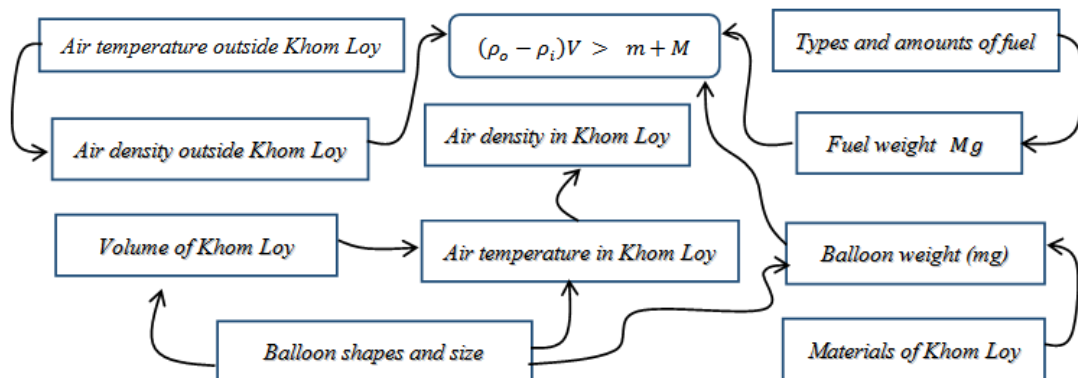 Air temperature outside Khom Loy
(ρₒ − ρᵢ)V > m + M
Types and amounts of fuel
Air density outside Khom Loy
Air density in Khom Loy
Fuel weight Mg
Volume of Khom Loy
Air temperature in Khom Loy
Balloon weight (mg)
Balloon shapes and size
Materials of Khom Loy